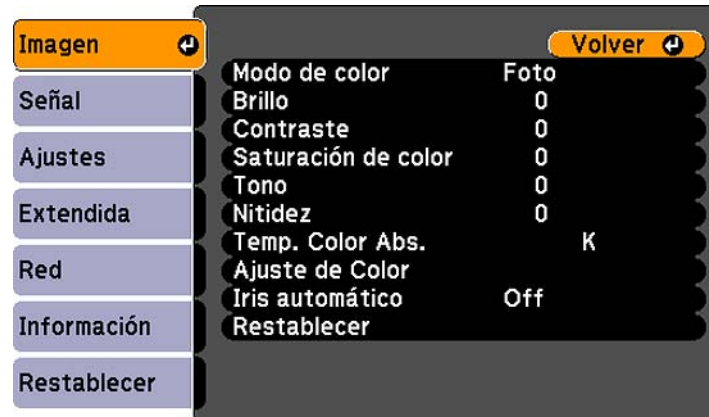 Imagen
Señal
Ajustes
Extendida
Red
Información
Restablecer
Volver
Modo de color Foto
Brillo 0
Contraste 0
Saturación de color 0
Tono 0
Nitidez 0
Temp. Color Abs. K
Ajuste de Color
Iris automático Off
Restablecer